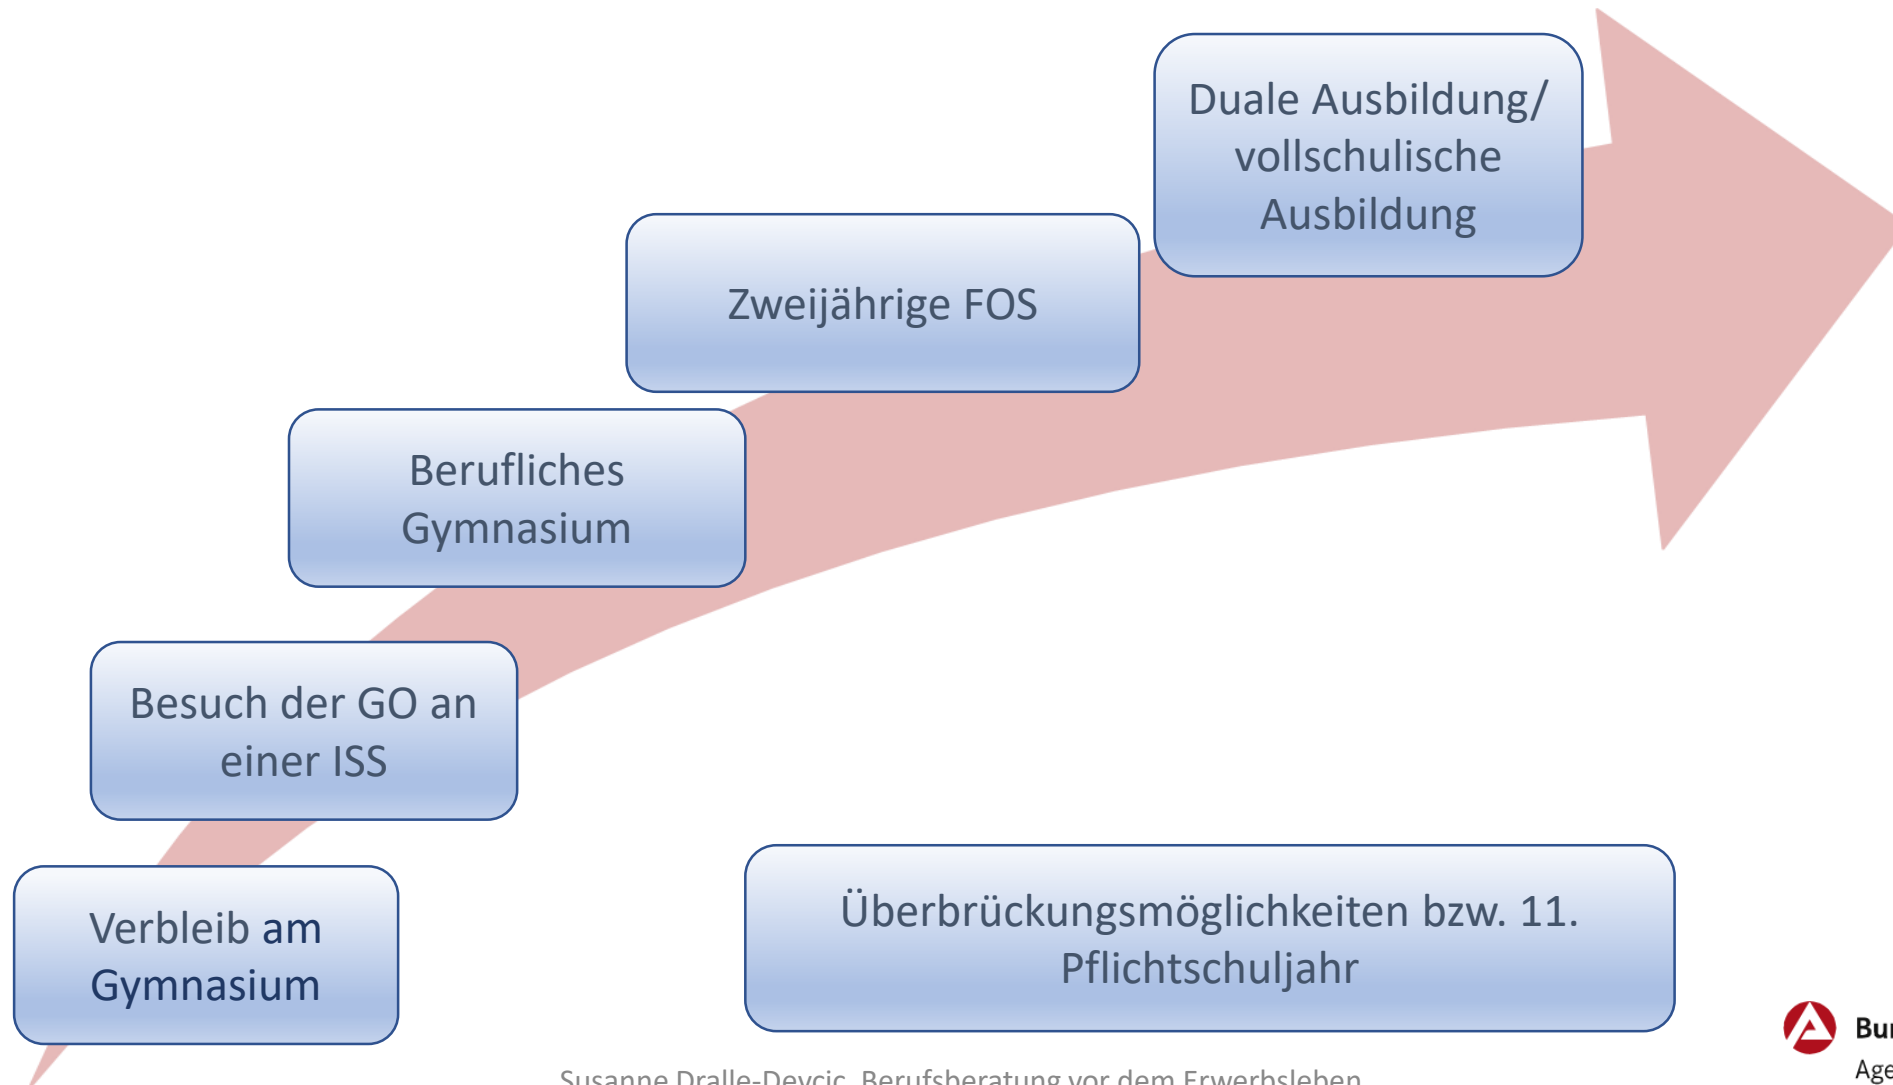 Duale Ausbildung/
vollschulische
Ausbildung
Zweijährige FOS
Berufliches
Gymnasium
Besuch der GO an
einer ISS
Verbleib am
Gymnasium
Überbrückungsmöglichkeiten bzw. 11.
Pflichtschuljahr
Susanne Dralle-Devcic, Berufsberatung vor dem Erwerbsleben